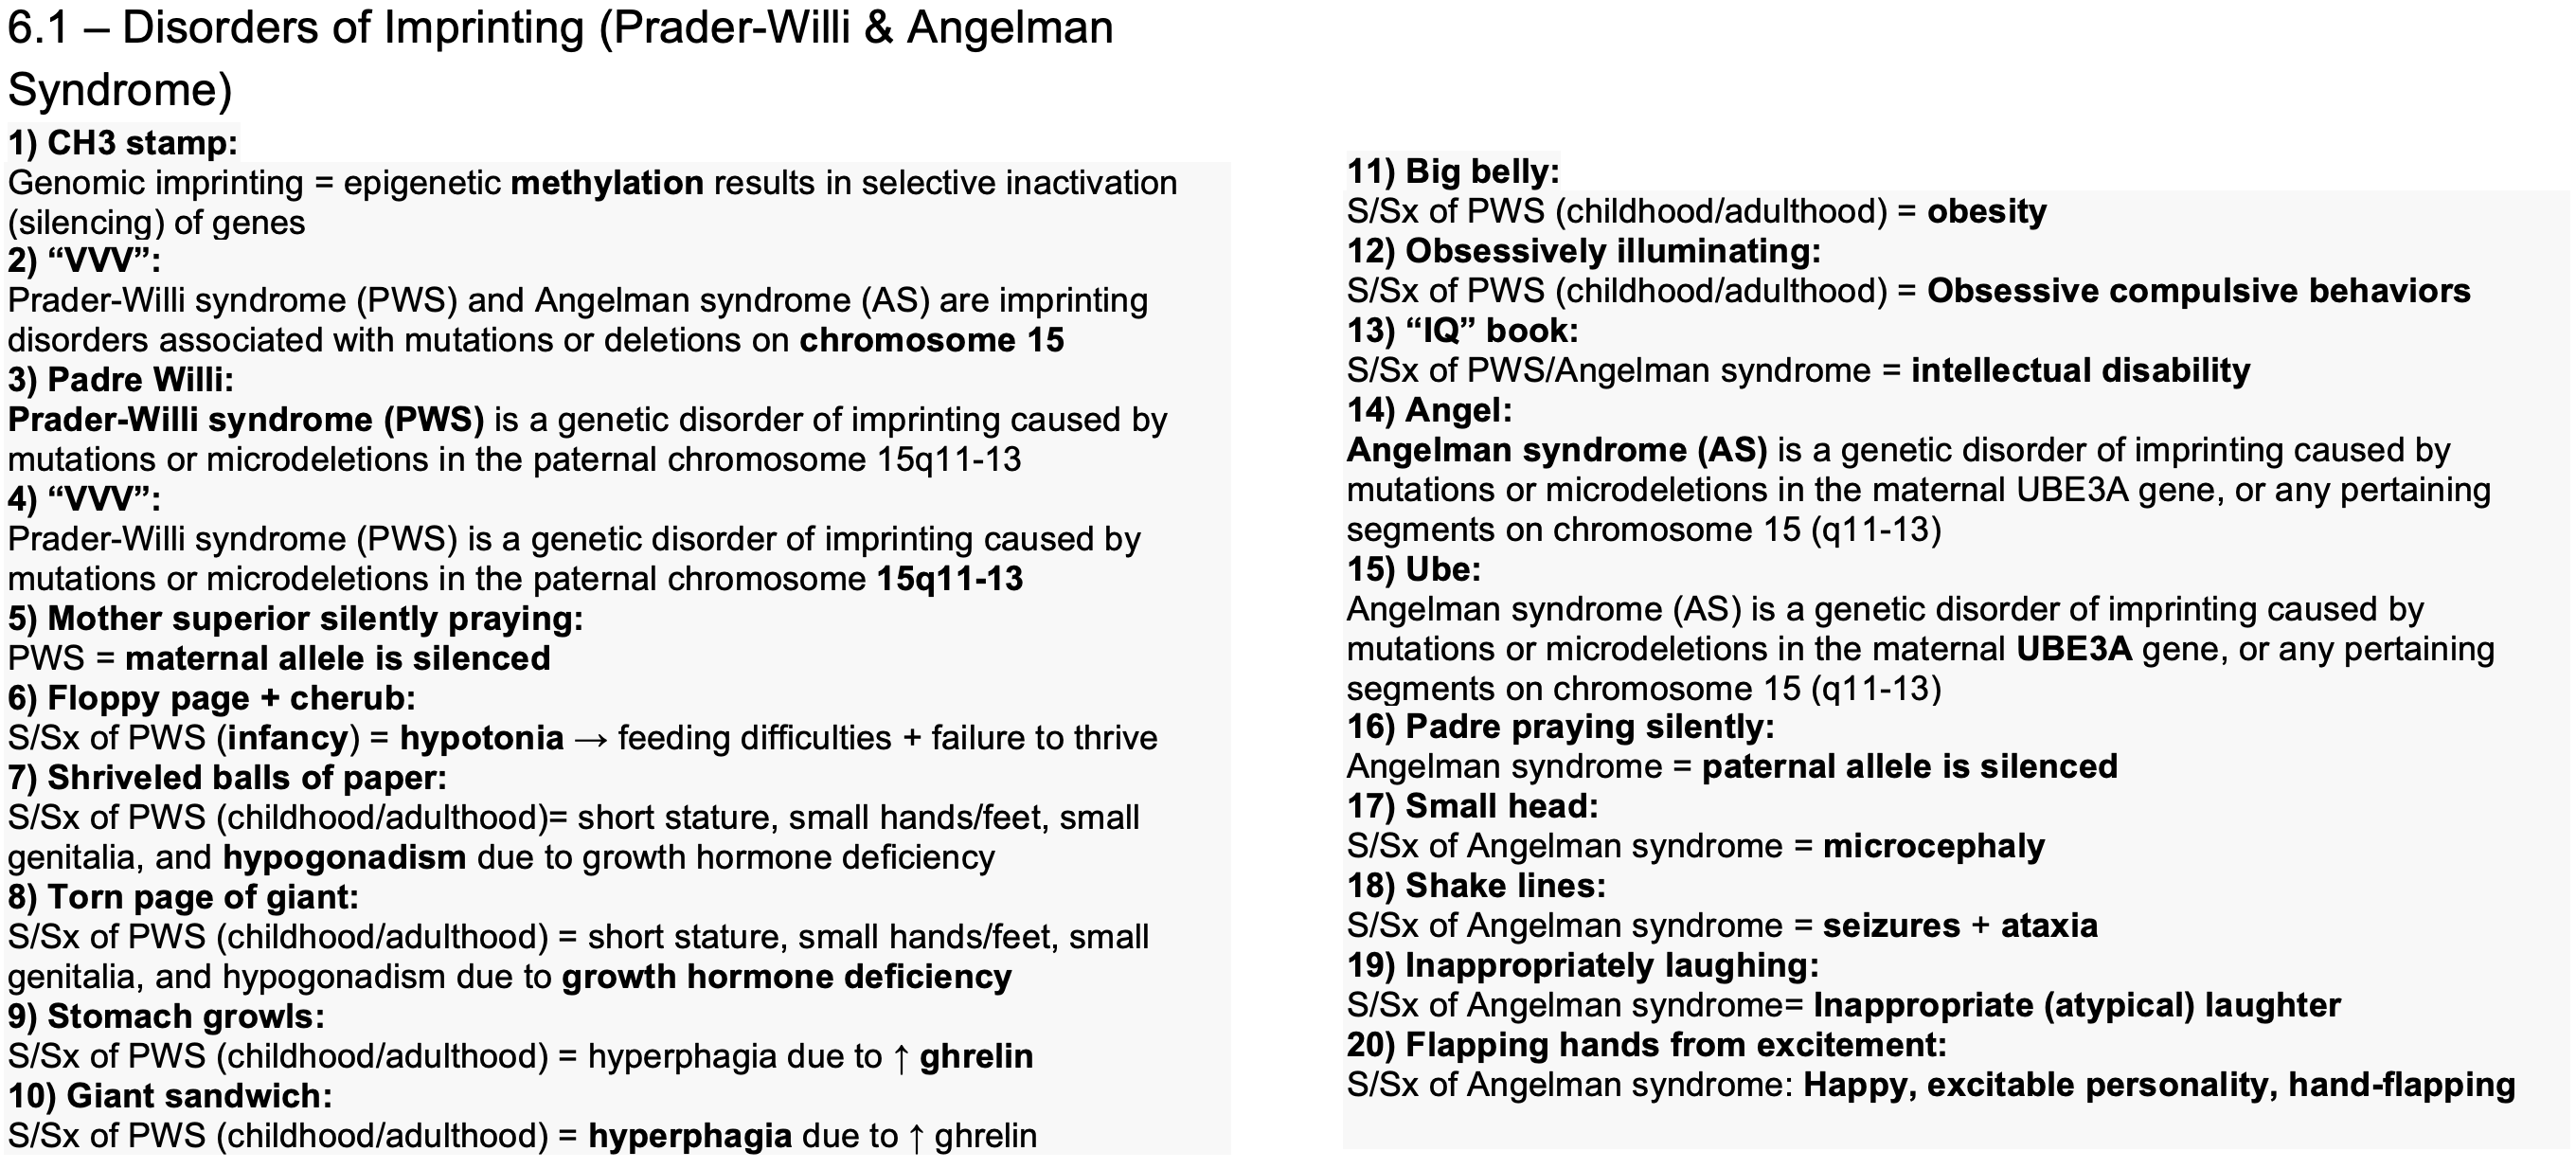 6.1 – Disorders of Imprinting (Prader-Willi & Angelman
Syndrome)
1) CH3 stamp:
Genomic imprinting = epigenetic methylation results in selective inactivation
(silencing) of genes
2) “VVV”:
Prader-Willi syndrome (PWS) and Angelman syndrome (AS) are imprinting
disorders associated with mutations or deletions on chromosome 15
3) Padre Willi:
Prader-Willi syndrome (PWS) is a genetic disorder of imprinting caused by
mutations or microdeletions in the paternal chromosome 15q11-13
4) “VVV”:
Prader-Willi syndrome (PWS) is a genetic disorder of imprinting caused by
mutations or microdeletions in the paternal chromosome 15q11-13
5) Mother superior silently praying:
PWS = maternal allele is silenced
6) Floppy page + cherub:
S/Sx of PWS (infancy) = hypotonia → feeding difficulties + failure to thrive
7) Shriveled balls of paper:
S/Sx of PWS (childhood/adulthood)= short stature, small hands/feet, small
genitalia, and hypogonadism due to growth hormone deficiency
8) Torn page of giant:
S/Sx of PWS (childhood/adulthood) = short stature, small hands/feet, small
genitalia, and hypogonadism due to growth hormone deficiency
9) Stomach growls:
S/Sx of PWS (childhood/adulthood) = hyperphagia due to ↑ ghrelin
10) Giant sandwich:
S/Sx of PWS (childhood/adulthood) = hyperphagia due to ↑ ghrelin
11) Big belly:
S/Sx of PWS (childhood/adulthood) = obesity
12) Obsessively illuminating:
S/Sx of PWS (childhood/adulthood) = Obsessive compulsive behaviors
13) “IQ” book:
S/Sx of PWS/Angelman syndrome = intellectual disability
14) Angel:
Angelman syndrome (AS) is a genetic disorder of imprinting caused by
mutations or microdeletions in the maternal UBE3A gene, or any pertaining
segments on chromosome 15 (q11-13)
15) Ube:
Angelman syndrome (AS) is a genetic disorder of imprinting caused by
mutations or microdeletions in the maternal UBE3A gene, or any pertaining
segments on chromosome 15 (q11-13)
16) Padre praying silently:
Angelman syndrome = paternal allele is silenced
17) Small head:
S/Sx of Angelman syndrome = microcephaly
18) Shake lines:
S/Sx of Angelman syndrome = seizures + ataxia
19) Inappropriately laughing:
S/Sx of Angelman syndrome= Inappropriate (atypical) laughter
20) Flapping hands from excitement:
S/Sx of Angelman syndrome: Happy, excitable personality, hand-flapping